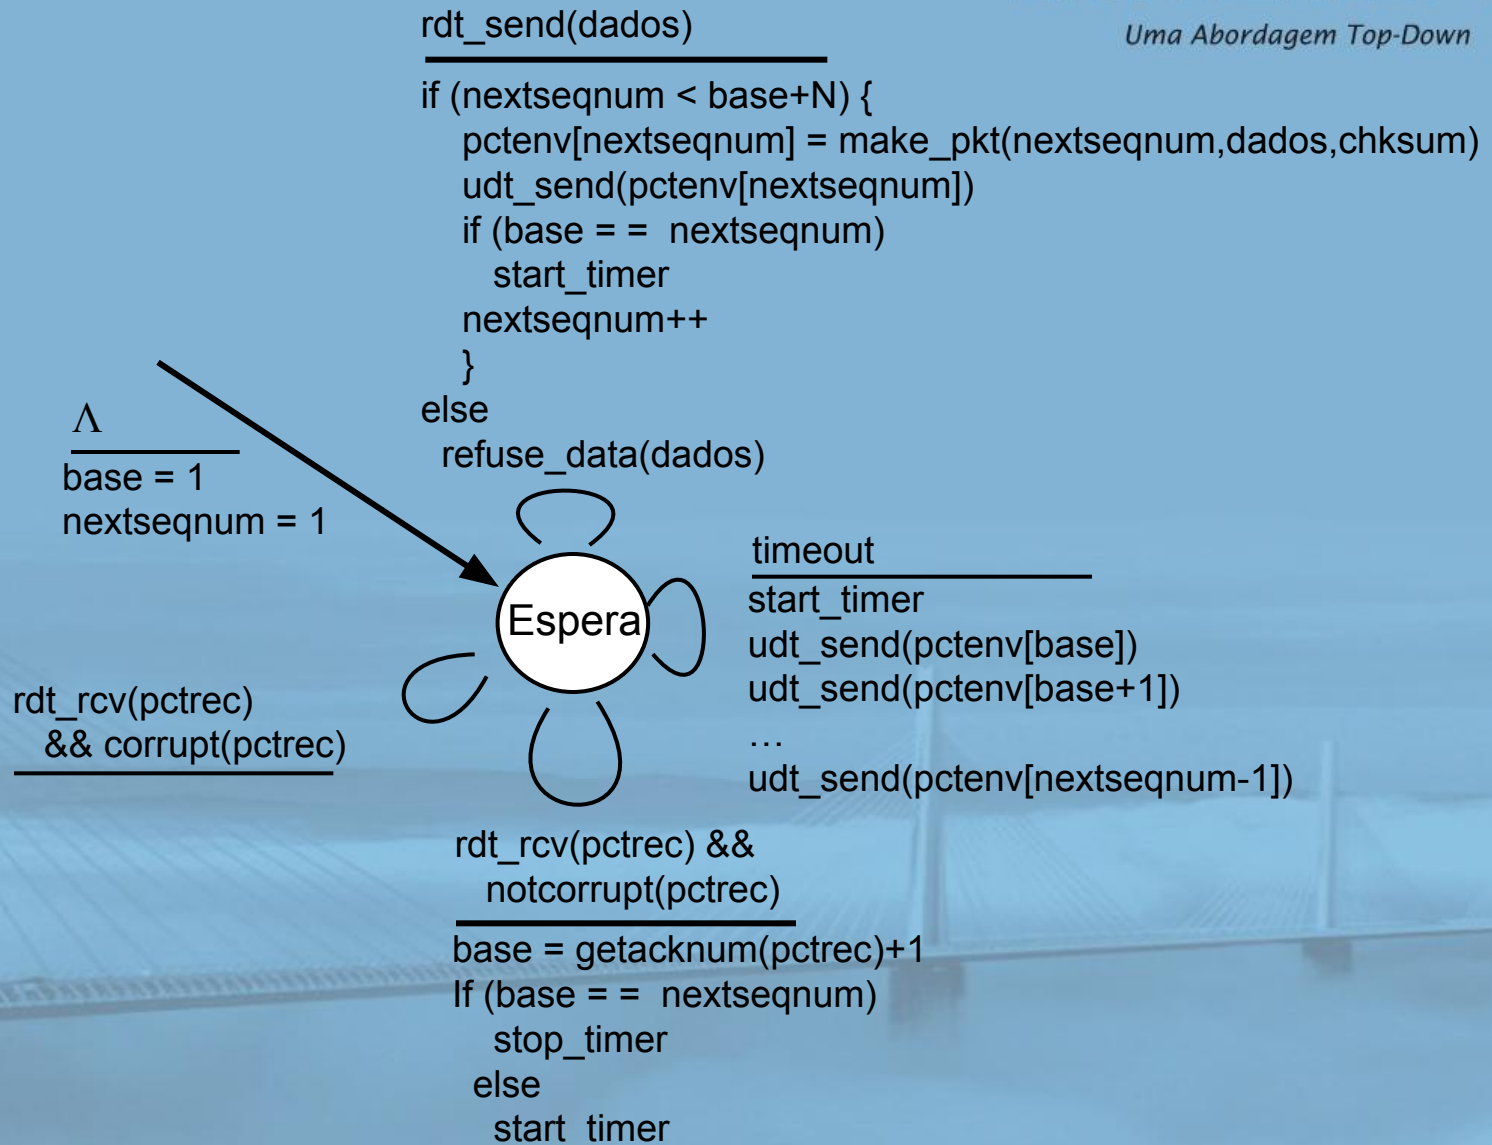 Uma Abordagem Top-Down
rdt_send(dados)
if (nextseqnum < base+N) {
pctenv[nextseqnum] = make_pkt(nextseqnum,dados,chksum)
udt_send(pctenv[nextseqnum])
if (base = = nextseqnum)
start_timer
nextseqnum++
}
else
refuse_data(dados)
Λ
base = 1
nextseqnum = 1
Espera
timeout
start_timer
udt_send(pctenv[base])
udt_send(pctenv[base+1])
…
udt_send(pctenv[nextseqnum-1])
rdt_rcv(pctrec)
&& corrupt(pctrec)
rdt_rcv(pctrec) &&
notcorrupt(pctrec)
base = getacknum(pctrec)+1
If (base = = nextseqnum)
stop_timer
else
start_timer